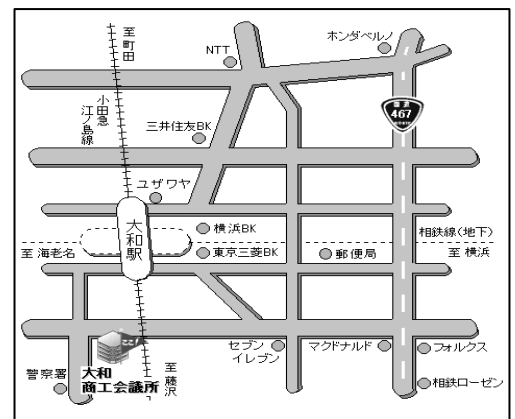 至町田
NTT
ホンダベルノ
小田急
江ノ島線
467
三井住友BK
ユザワヤ
大和駅
横浜BK
相鉄線(地下)
至 海老名
東京三菱BK
郵便局
至 横浜
ここ!
セブン
イレブン
マクドナルド
フォルクス
警察署
大和
商工会議所
至藤沢
相鉄ローゼン